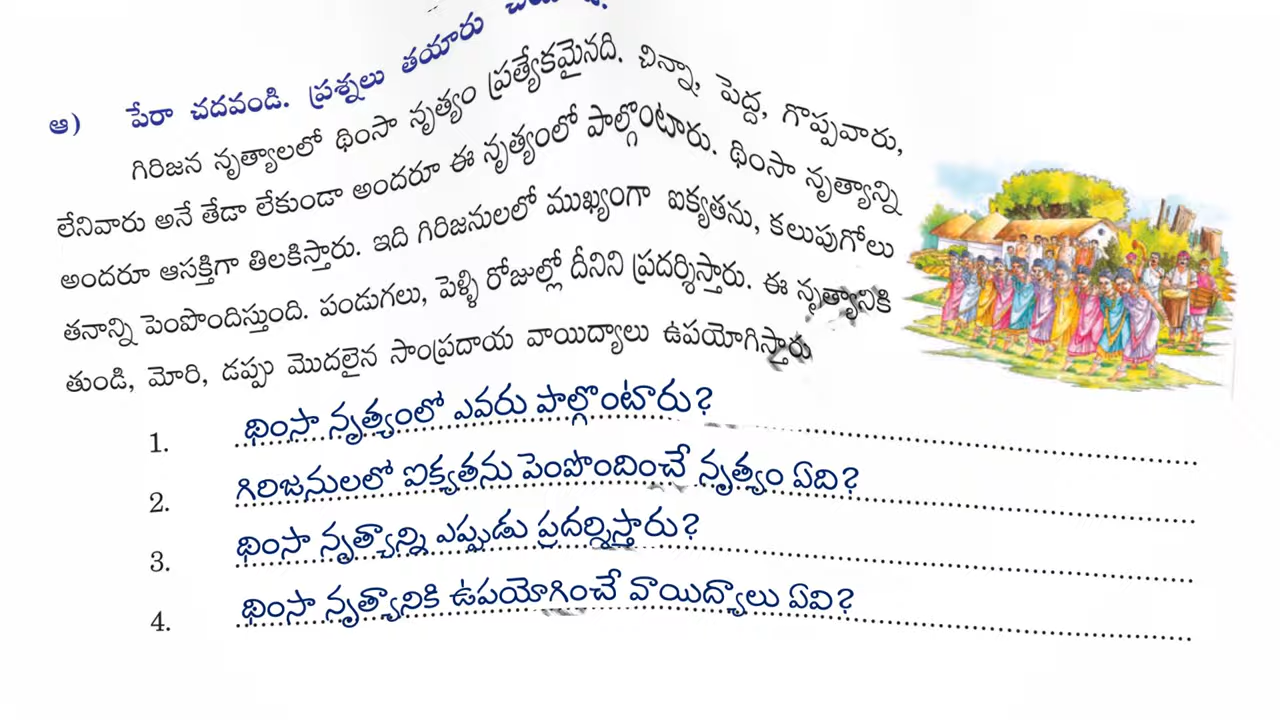 ఆ) పేరా చదవండి. ప్రశ్నలు తయారు
గిరిజన నృత్యాలలో థింసా నృత్యం ప్రత్యేకమైనది. చిన్నా, పెద్ద, గొప్పవారు,
లేనివారు అనే తేడా లేకుండా అందరూ ఈ నృత్యంలో పాల్గొంటారు. థింసా నృత్యాన్ని
అందరూ ఆసక్తిగా తిలకిస్తారు. ఇది గిరిజనులలో ముఖ్యంగా ఐక్యతను, కలుపుగోలు
తనాన్ని పెంపొందిస్తుంది. పండుగలు, పెళ్ళి రోజుల్లో దీనిని ప్రదర్శిస్తారు. ఈ నృత్యానికి
తుండి, మోరి, డప్పు మొదలైన సాంప్రదాయ వాయిద్యాలు ఉపయోగిస్తారు
1. థింసా నృత్యంలో ఎవరు పాల్గొంటారు?
2. గిరిజనులలో ఐక్యతను పెంపొందించే నృత్యం ఏది?
3. థింసా నృత్యాన్ని ఎప్పుడు ప్రదర్శిస్తారు?
4. థింసా నృత్యానికి ఉపయోగించే వాయిద్యాలు ఏవి?